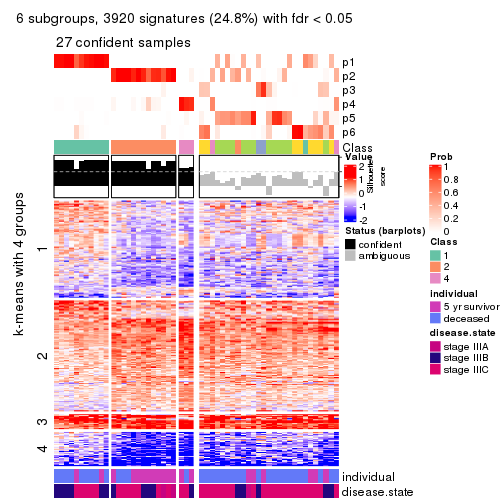 6 subgroups, 3920 signatures (24.8%) with fdr < 0.05
27 confident samples
p1
p2
p3
p4
p5
p6
Class
2
1
0
Silhouette
score
k-means with 4 groups
1
2
3
4
individual
disease.state
Value
2
1
0
-1
-2
Status (barplots)
confident
ambiguous
Prob
1
0.8
0.6
0.4
0.2
0
Class
1
2
4
individual
5 yr survivor
deceased
disease.state
stage IIIA
stage IIIB
stage IIIC